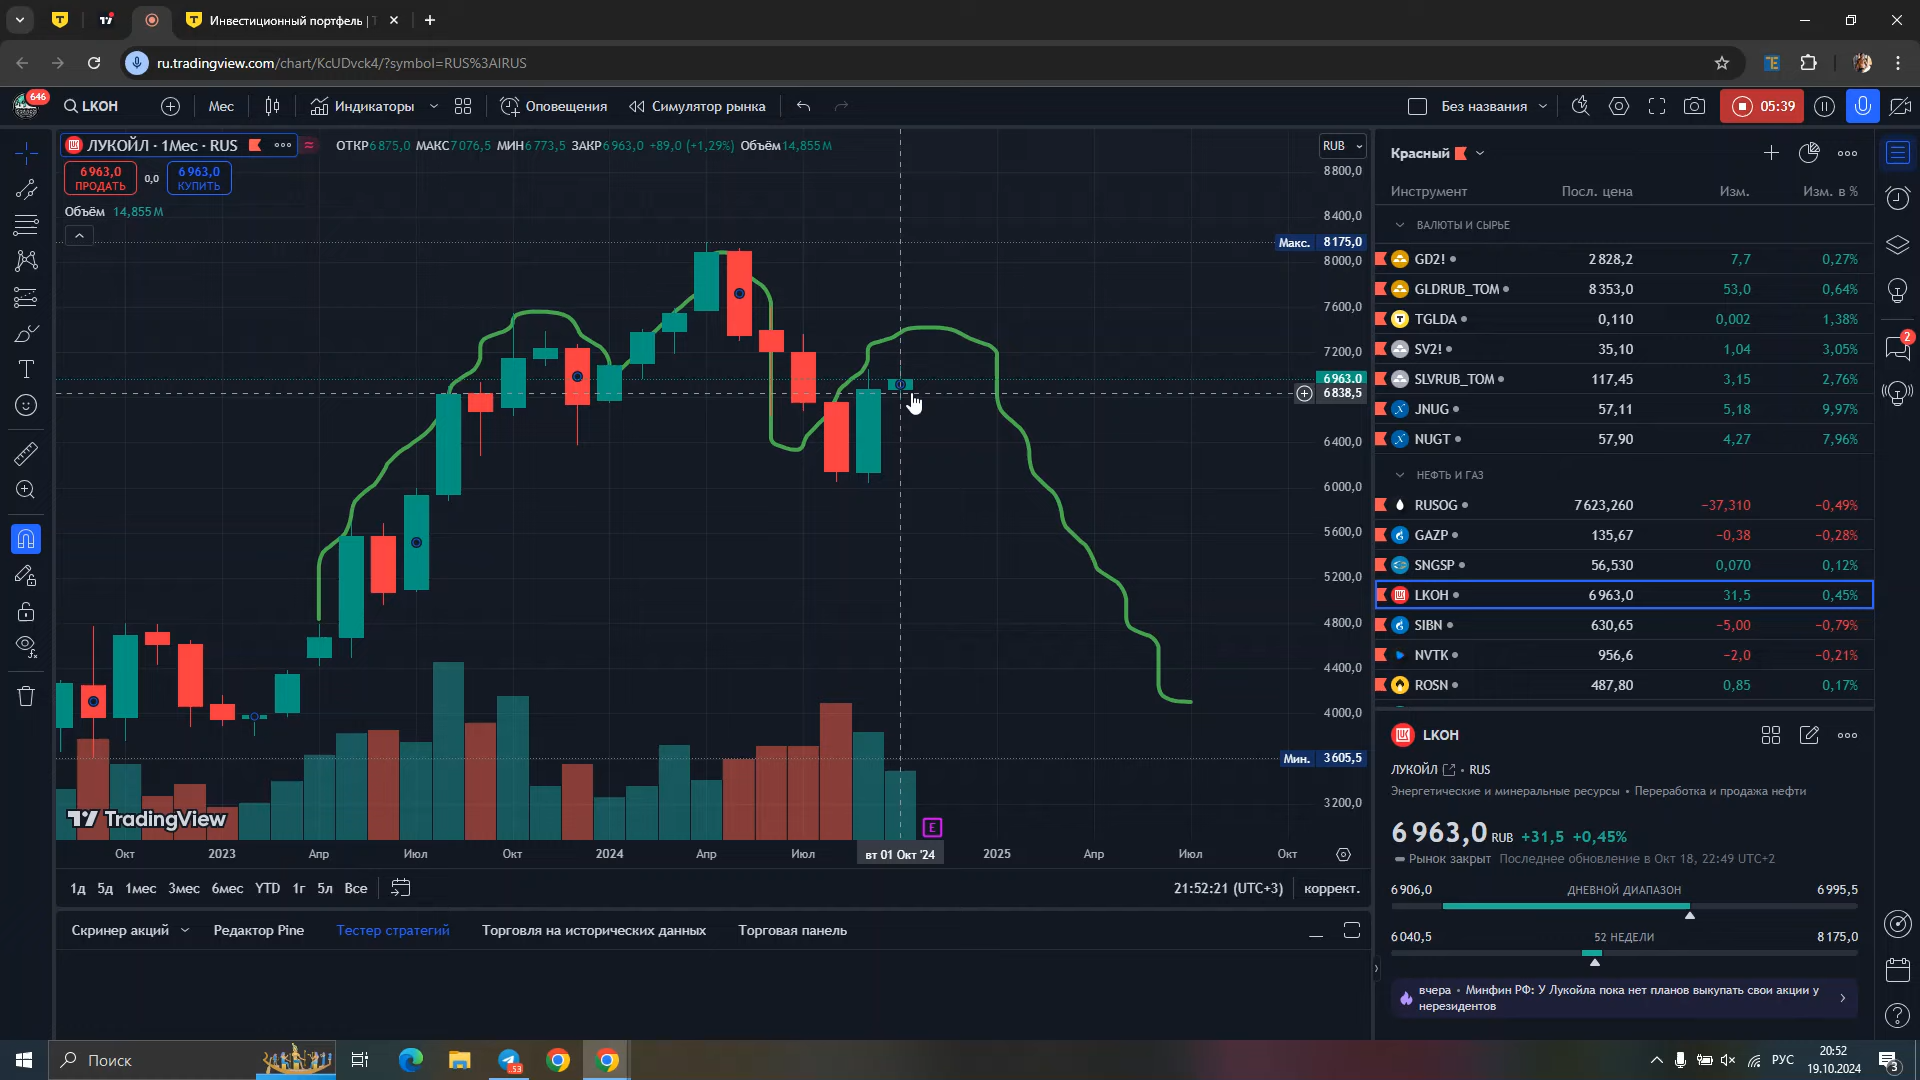 Инвестиционный портфель | Т
ru.tradingview.com/chart/KcUDvck4/?symbol=RUS%3AIRUS
646
LKOH
Мес
Индикаторы
Оповещения
Симулятор рынка
Без названия
05:39
ЛУКОЙЛ · 1Мес · RUS
ОТКР6 875,0 МАКС7 076,5 МИН6 773,5 ЗАКР6 963,0 +89,0 (+1,29%) Объём14,855 M
RUB
6 963,0
ПРОДАТЬ
0,0
6 963,0
КУПИТЬ
Объём 14,855 M
8 800,0
8 400,0
Макс. 8 175,0
8 000,0
7 600,0
7 200,0
6 963,0
6 838,5
6 400,0
6 000,0
5 600,0
5 200,0
4 800,0
4 400,0
4 000,0
Мин. 3 605,5
3 200,0
TradingView
E
Окт 2023 Апр Июл Окт 2024 Апр Июл вт 01 Окт '24 2025 Апр Июл Окт
1д 5д 1мес 3мес 6мес YTD 1г 5л Все
21:52:21 (UTC+3) коррект.
Скринер акций Редактор Pine Тестер стратегий Торговля на исторических данных Торговая панель
Красный
Инструмент Посл. цена Изм. Изм. в %
ВАЛЮТЫ И СЫРЬЕ
GD2! 2 828,2 7,7 0,27%
GLDRUB_TOM 8 353,0 53,0 0,64%
TGLDA 0,110 0,002 1,38%
SV2! 35,10 1,04 3,05%
SLVRUB_TOM 117,45 3,15 2,76%
JNUG 57,11 5,18 9,97%
NUGT 57,90 4,27 7,96%
НЕФТЬ И ГАЗ
RUSOG 7 623,260 −37,310 −0,49%
GAZP 135,67 −0,38 −0,28%
SNGSP 56,530 0,070 0,12%
LKOH 6 963,0 31,5 0,45%
SIBN 630,65 −5,00 −0,79%
NVTK 956,6 −2,0 −0,21%
ROSN 487,80 0,85 0,17%
LKOH
ЛУКОЙЛ • RUS
Энергетические и минеральные ресурсы • Переработка и продажа нефти
6 963,0 RUB +31,5 +0,45%
Рынок закрыт Последнее обновление в Окт 18, 22:49 UTC+2
6 906,0 ДНЕВНОЙ ДИАПАЗОН 6 995,5
6 040,5 52 НЕДЕЛИ 8 175,0
вчера • Минфин РФ: У Лукойла пока нет планов выкупать свои акции у
нерезидентов
2
Поиск
53
РУС
20:52
19.10.2024
3